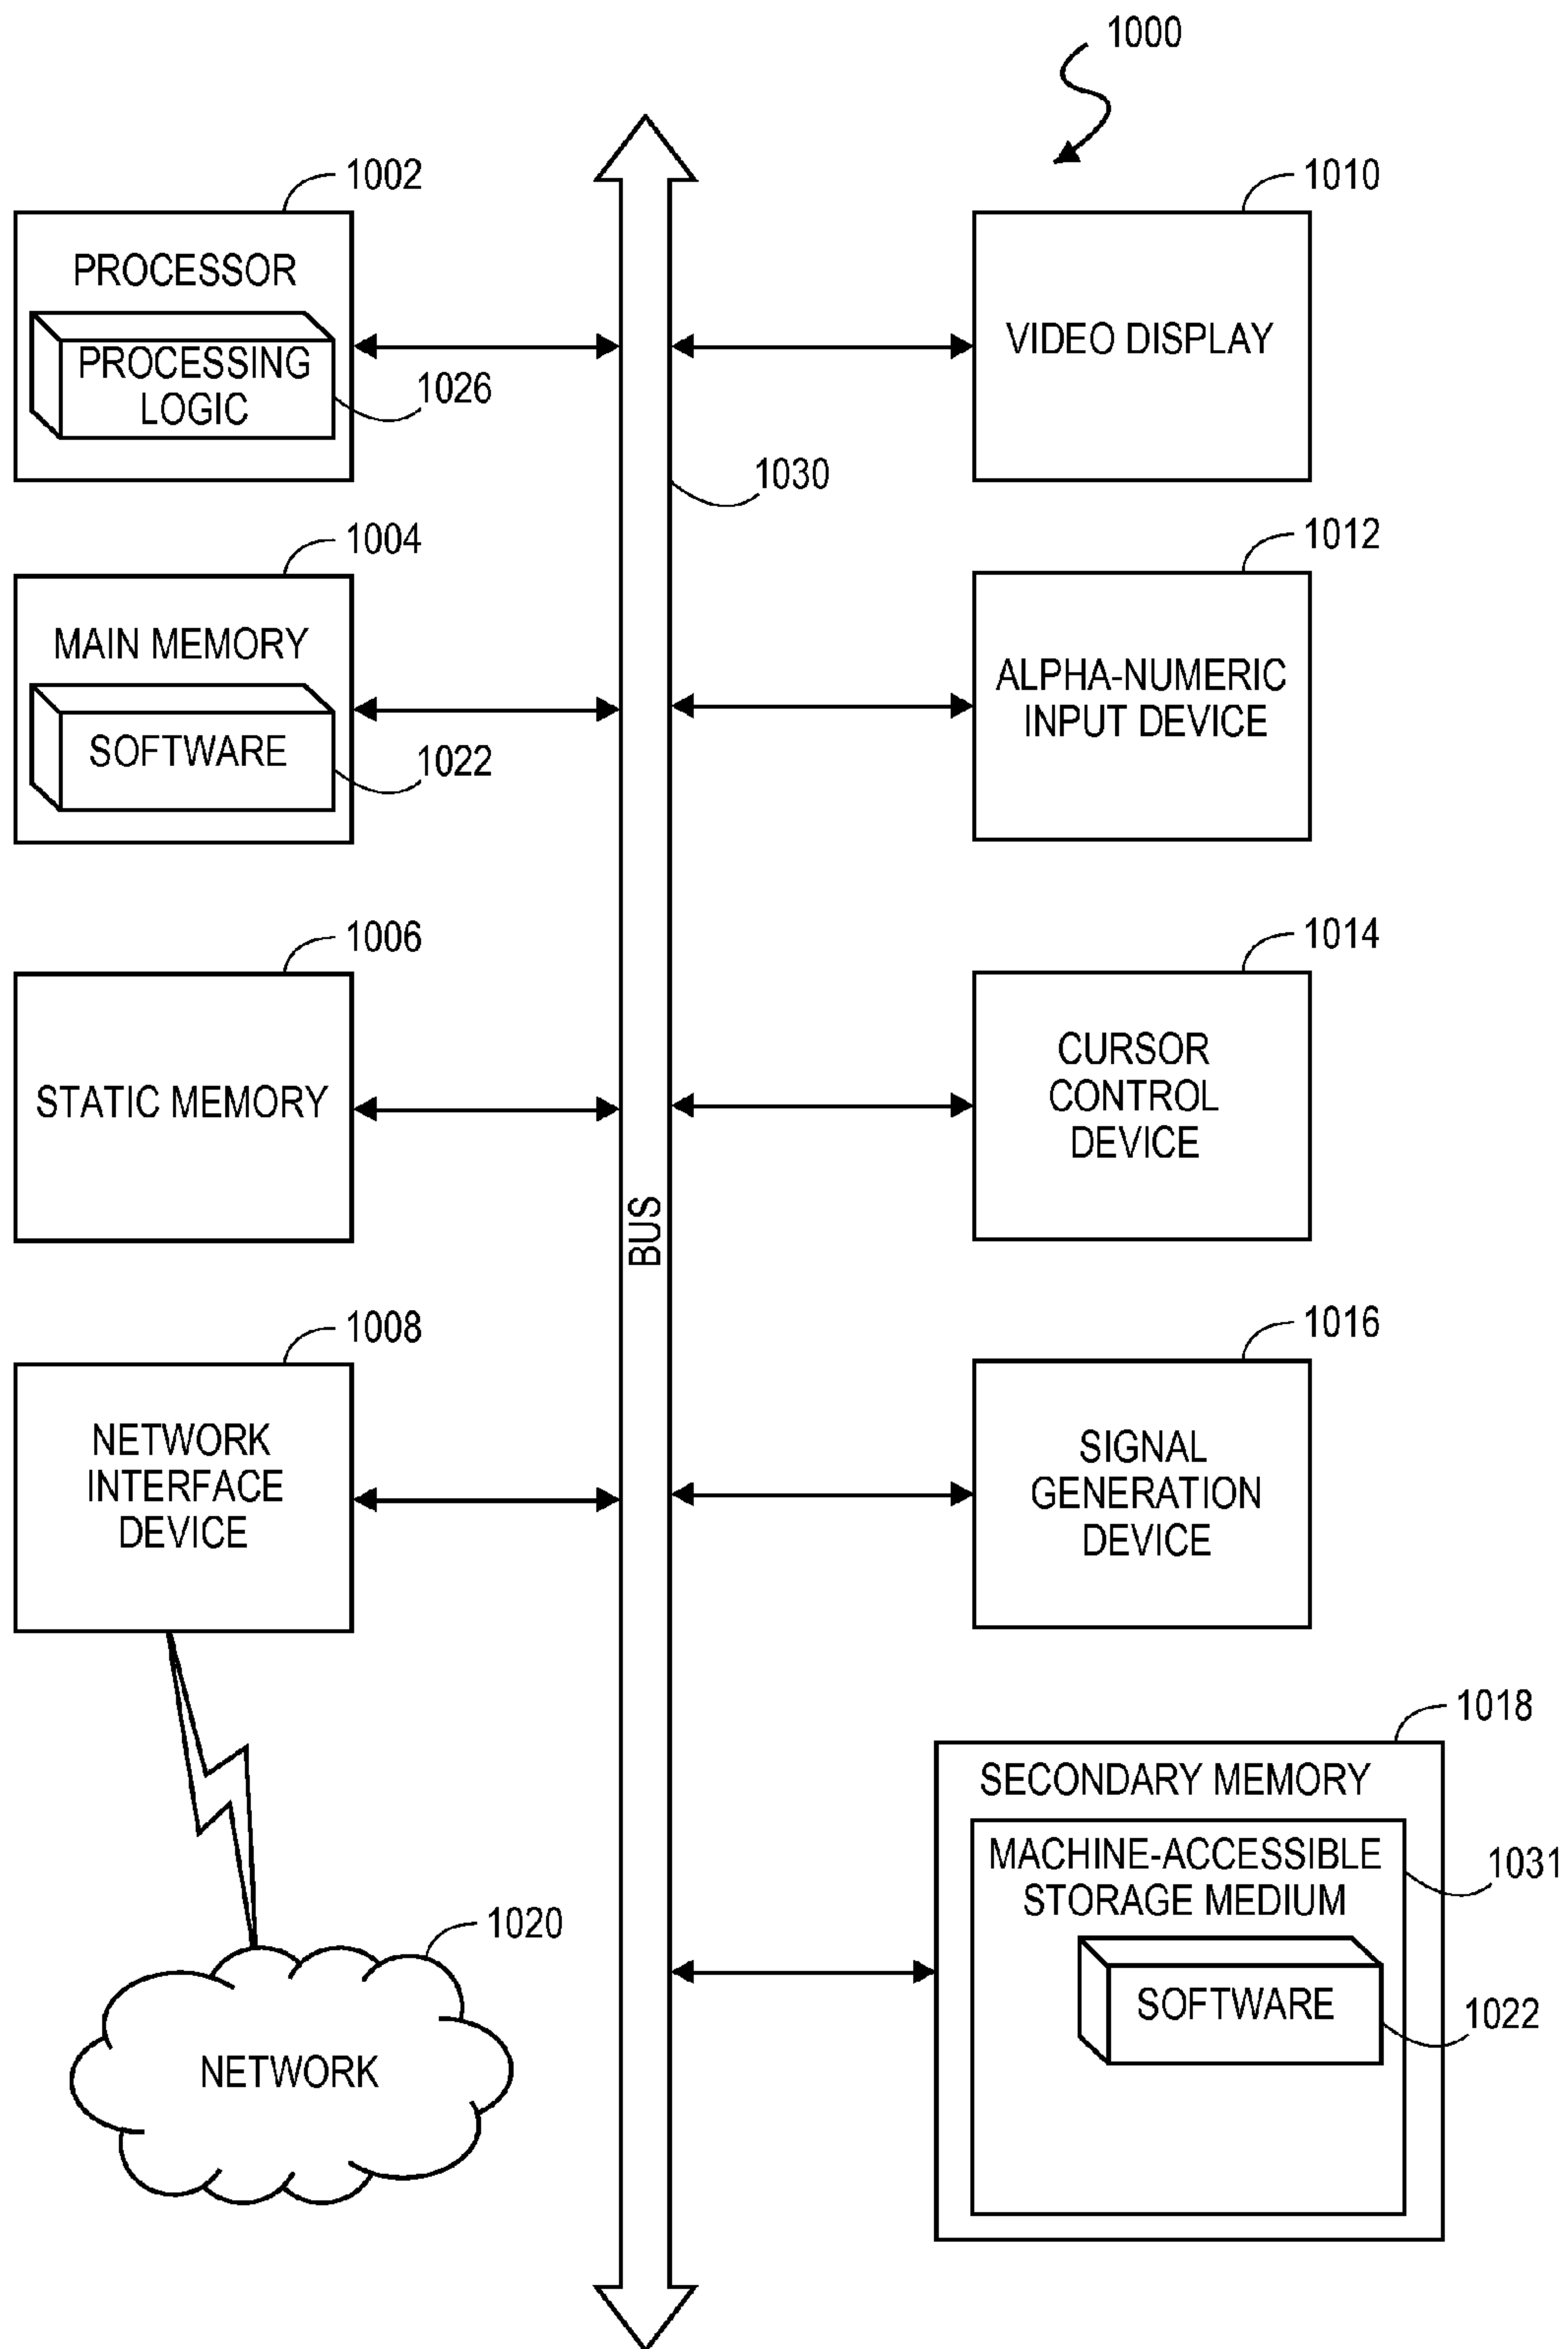 1000
1002
PROCESSOR
PROCESSING
LOGIC
1026
1010
VIDEO DISPLAY
1030
1004
MAIN MEMORY
SOFTWARE
1022
1012
ALPHA-NUMERIC
INPUT DEVICE
1006
STATIC MEMORY
1014
CURSOR
CONTROL
DEVICE
BUS
1008
NETWORK
INTERFACE
DEVICE
1016
SIGNAL
GENERATION
DEVICE
1020
NETWORK
1018
SECONDARY MEMORY
MACHINE-ACCESSIBLE
STORAGE MEDIUM
1031
SOFTWARE
1022